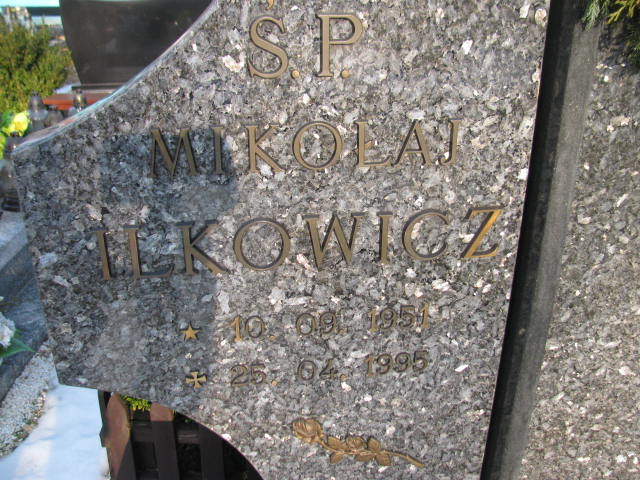 Ś.P.
MIKOŁAJ
ILKOWICZ
10. 09. 1951
25. 04. 1995